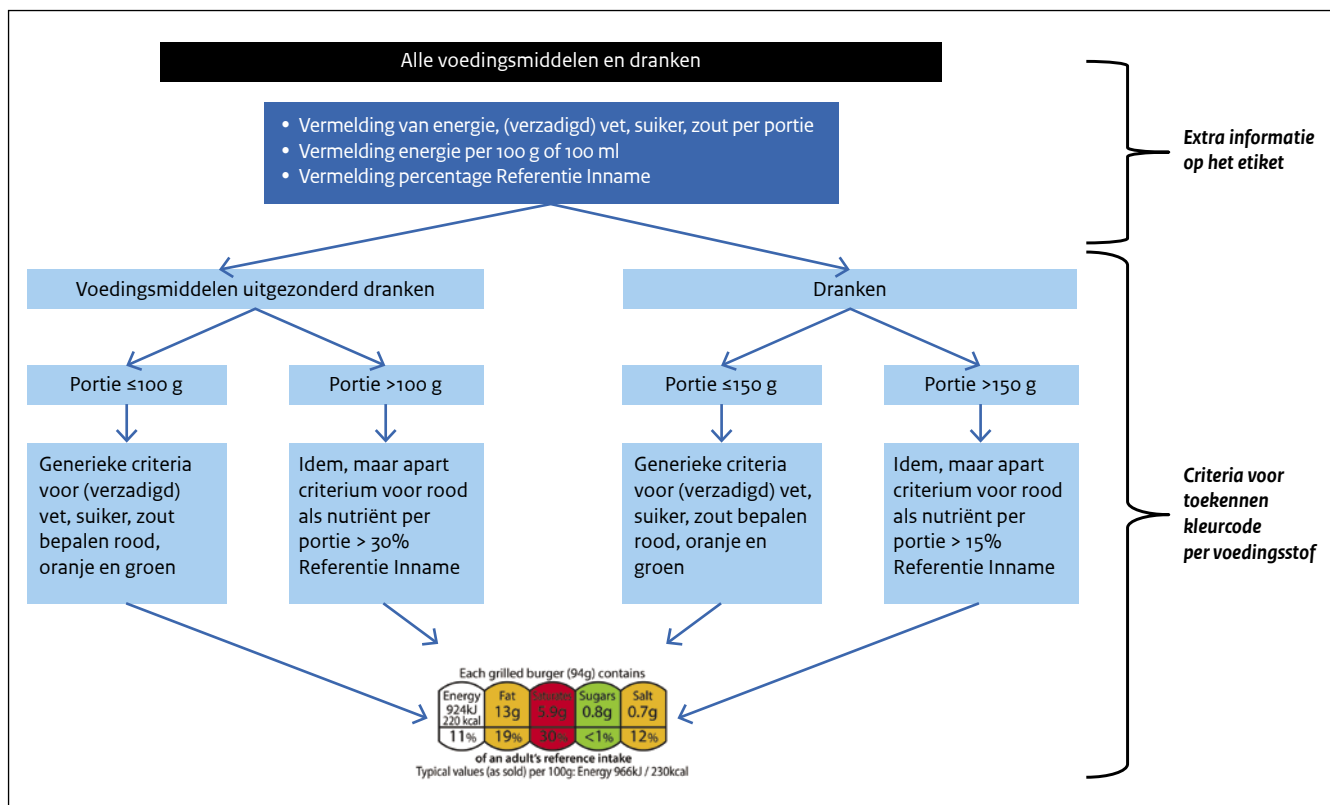 Alle voedingsmiddelen en dranken
• Vermelding van energie, (verzadigd) vet, suiker, zout per portie
• Vermelding energie per 100 g of 100 ml
• Vermelding percentage Referentie Inname
Extra informatie
op het etiket
Voedingsmiddelen uitgezonderd dranken
Dranken
Portie ≤100 g
Portie >100 g
Portie ≤150 g
Portie >150 g
Generieke criteria
voor (verzadigd)
vet, suiker, zout
bepalen rood,
oranje en groen
Idem, maar apart
criterium voor rood
als nutriënt per
portie > 30%
Referentie Inname
Generieke criteria
voor (verzadigd) vet,
suiker, zout bepalen
rood, oranje en
groen
Idem, maar apart
criterium voor rood
als nutriënt per
portie > 15%
Referentie Inname
Criteria voor
toekennen
kleurcode
per voedingsstof
Each grilled burger (94g) contains
Energy
924kJ
220 kcal
11%
Fat
13g
19%
5.9g
30%
Sugars
0.8g
<1%
Salt
0.7g
12%
of an adult's reference intake
Typical values (as sold) per 100g: Energy 966kJ / 230kcal